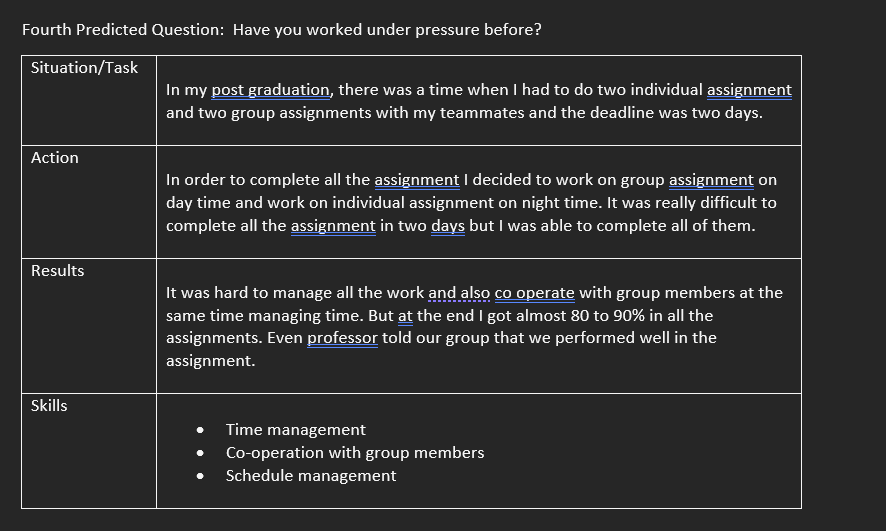 Fourth Predicted Question:  Have you worked under pressure before?
Situation/Task
In my post graduation, there was a time when I had to do two individual assignment
and two group assignments with my teammates and the deadline was two days.
Action
In order to complete all the assignment I decided to work on group assignment on
day time and work on individual assignment on night time. It was really difficult to
complete all the assignment in two days but I was able to complete all of them.
Results
It was hard to manage all the work and also co operate with group members at the
same time managing time. But at the end I got almost 80 to 90% in all the
assignments. Even professor told our group that we performed well in the
assignment.
Skills
• Time management
• Co-operation with group members
• Schedule management